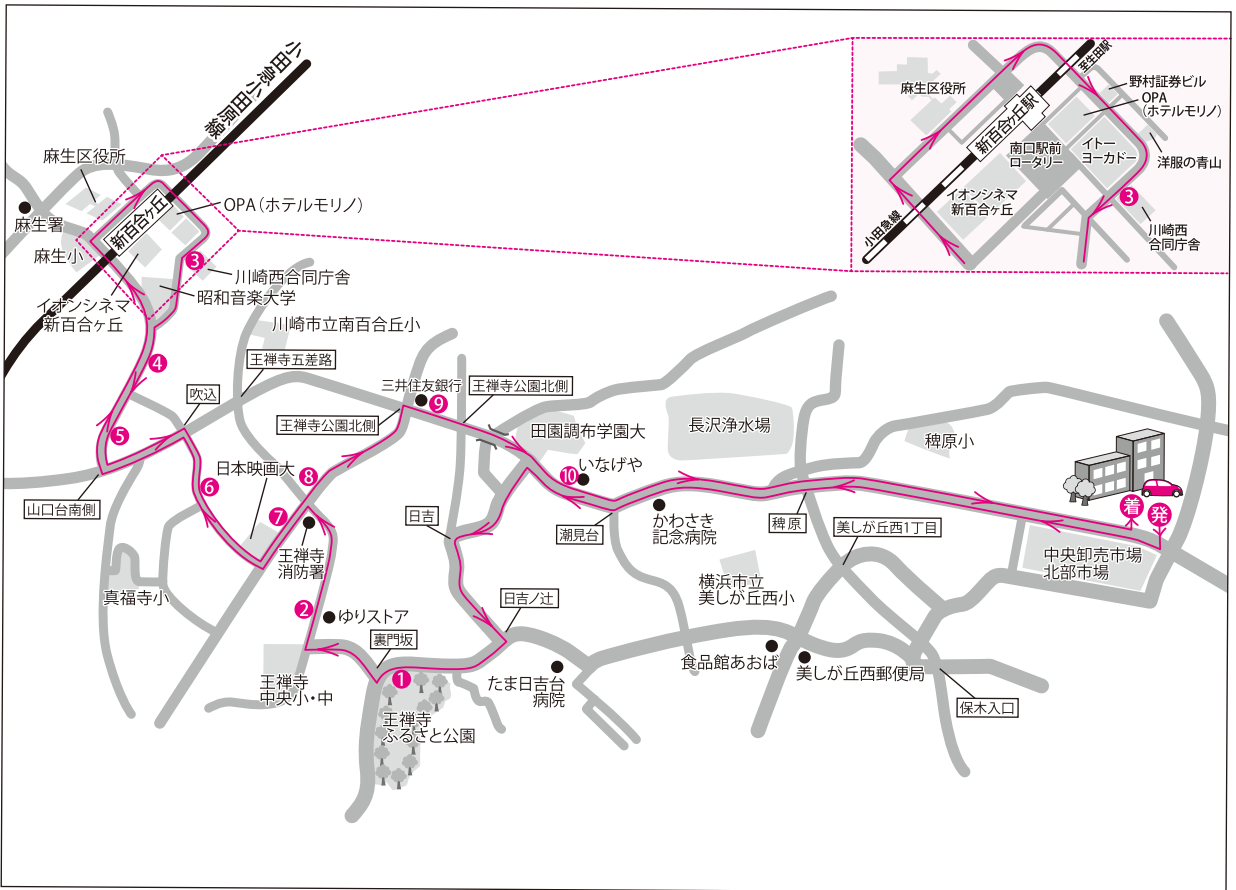 小田急小田原線
麻生区役所
麻生署
麻生小
新百合ヶ丘
OPA（ホテルモリノ）
3
川崎西合同庁舎
昭和音楽大学
イオンシネマ
新百合ヶ丘
川崎市立南百合丘小
麻生区役所
新百合ヶ丘駅
至生田駅
野村証券ビル
OPA
（ホテルモリノ）
南口駅前
ロータリー
イトー
ヨーカドー
洋服の青山
イオンシネマ
新百合ヶ丘
小田急線
3
川崎西
合同庁舎
4
王禅寺五差路
吹込
三井住友銀行
9
王禅寺公園北側
王禅寺公園北側
5
山口台南側
6
日本映画大
8
7
王禅寺
消防署
田園調布学園大
10
いなげや
長沢浄水場
稗原小
日吉
潮見台
かわさき
記念病院
稗原
美しが丘西1丁目
着
発
中央卸売市場
北部市場
真福寺小
2
ゆりストア
裏門坂
1
日吉ノ辻
横浜市立
美しが丘西小
王禅寺
中央小・中
王禅寺
ふるさと公園
たま日吉台
病院
食品館あおば
美しが丘西郵便局
保木入口